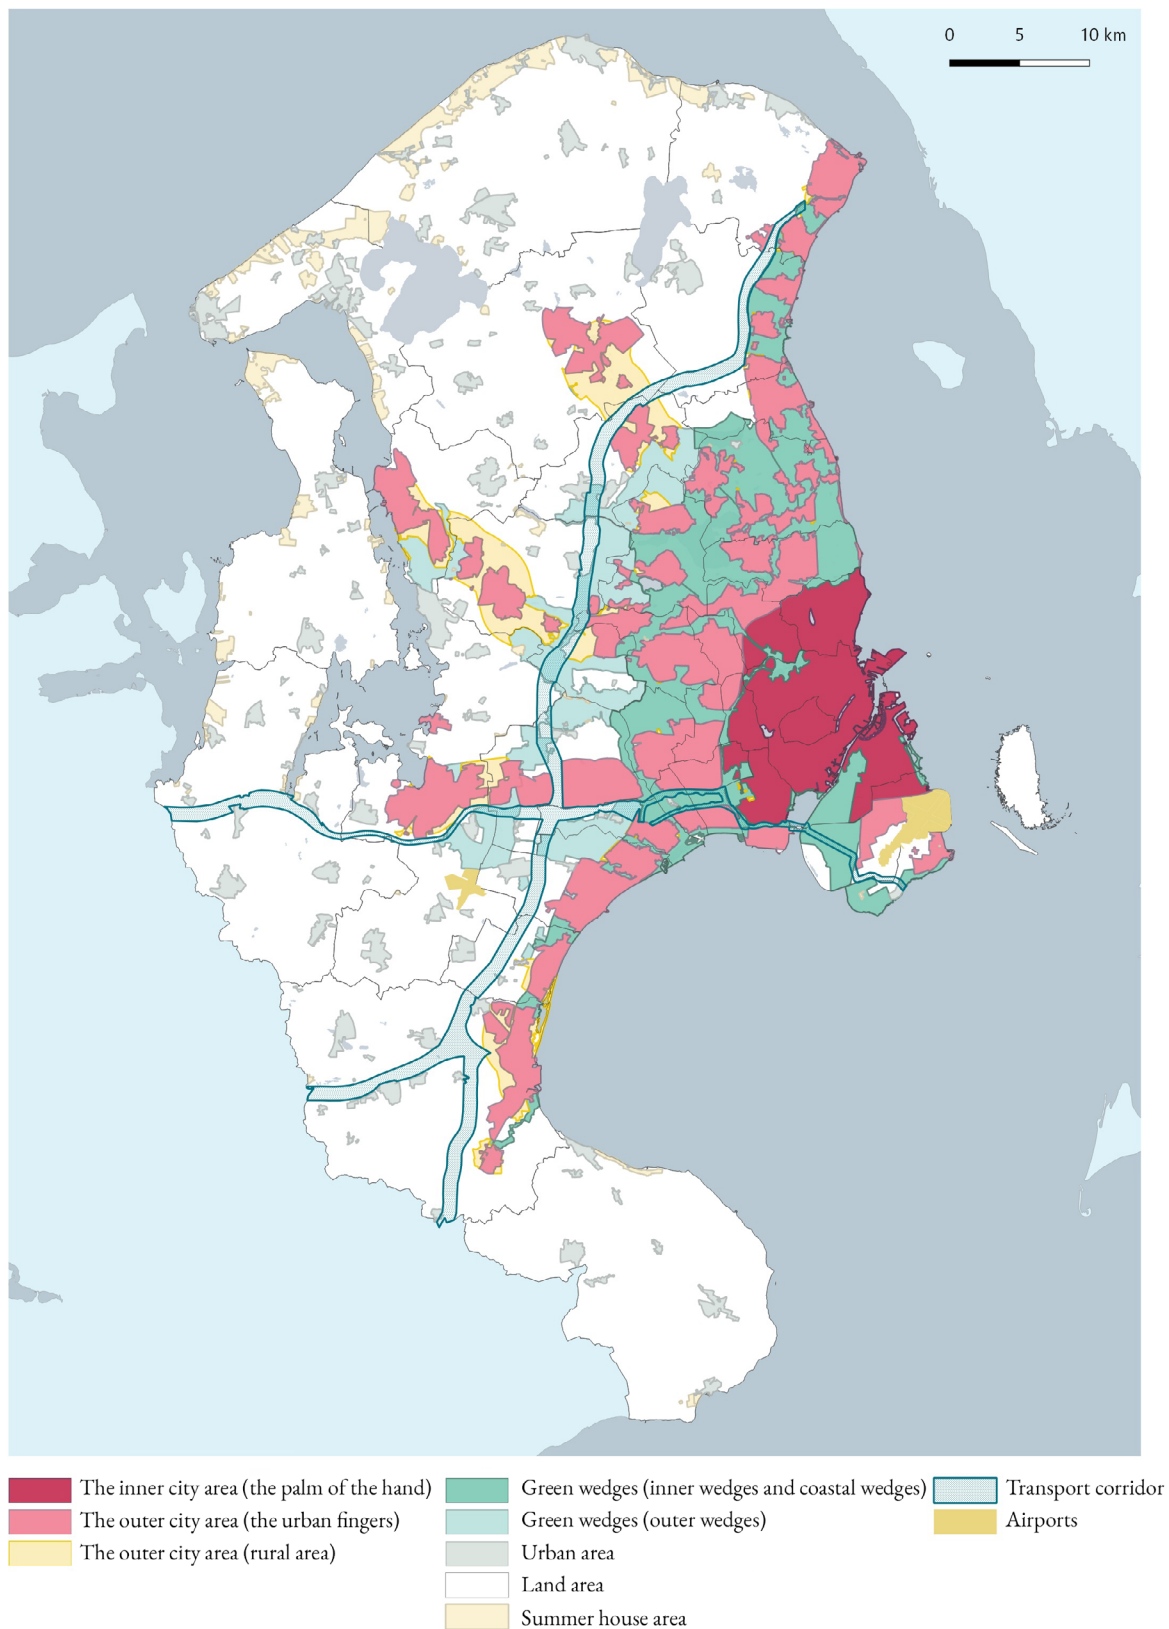 0 5 10 km
The inner city area (the palm of the hand)
The outer city area (the urban fingers)
The outer city area (rural area)
Green wedges (inner wedges and coastal wedges)
Green wedges (outer wedges)
Urban area
Land area
Summer house area
Transport corridor
Airports